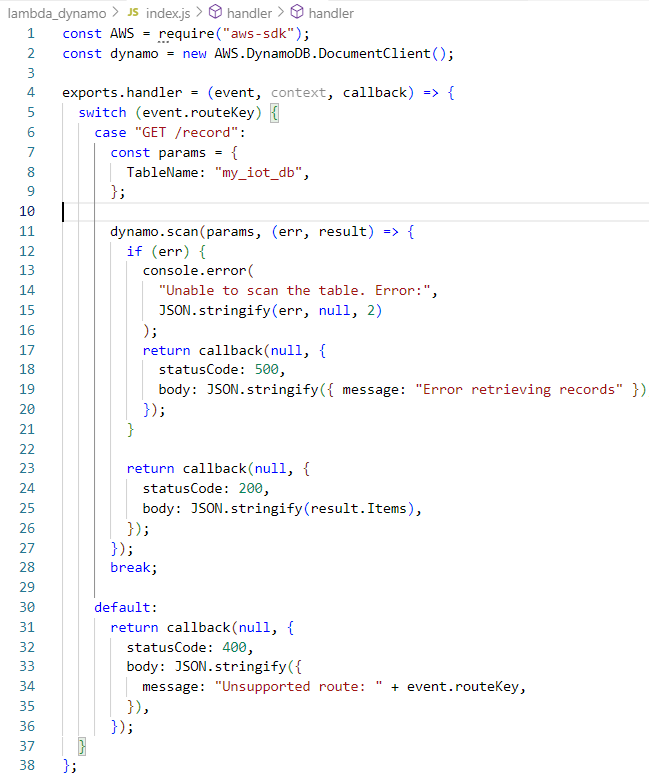 lambda_dynamo > JS index.js > handler > handler
1 const AWS = require("aws-sdk");
2 const dynamo = new AWS.DynamoDB.DocumentClient();
3
4 exports.handler = (event, context, callback) => {
5   switch (event.routeKey) {
6     case "GET /record":
7       const params = {
8         TableName: "my_iot_db",
9       };
10
11       dynamo.scan(params, (err, result) => {
12         if (err) {
13           console.error(
14             "Unable to scan the table. Error:",
15             JSON.stringify(err, null, 2)
16           );
17           return callback(null, {
18             statusCode: 500,
19             body: JSON.stringify({ message: "Error retrieving records" })
20           });
21         }
22
23         return callback(null, {
24           statusCode: 200,
25           body: JSON.stringify(result.Items),
26         });
27       });
28       break;
29
30     default:
31       return callback(null, {
32         statusCode: 400,
33         body: JSON.stringify({
34           message: "Unsupported route: " + event.routeKey,
35         }),
36       });
37   }
38 };